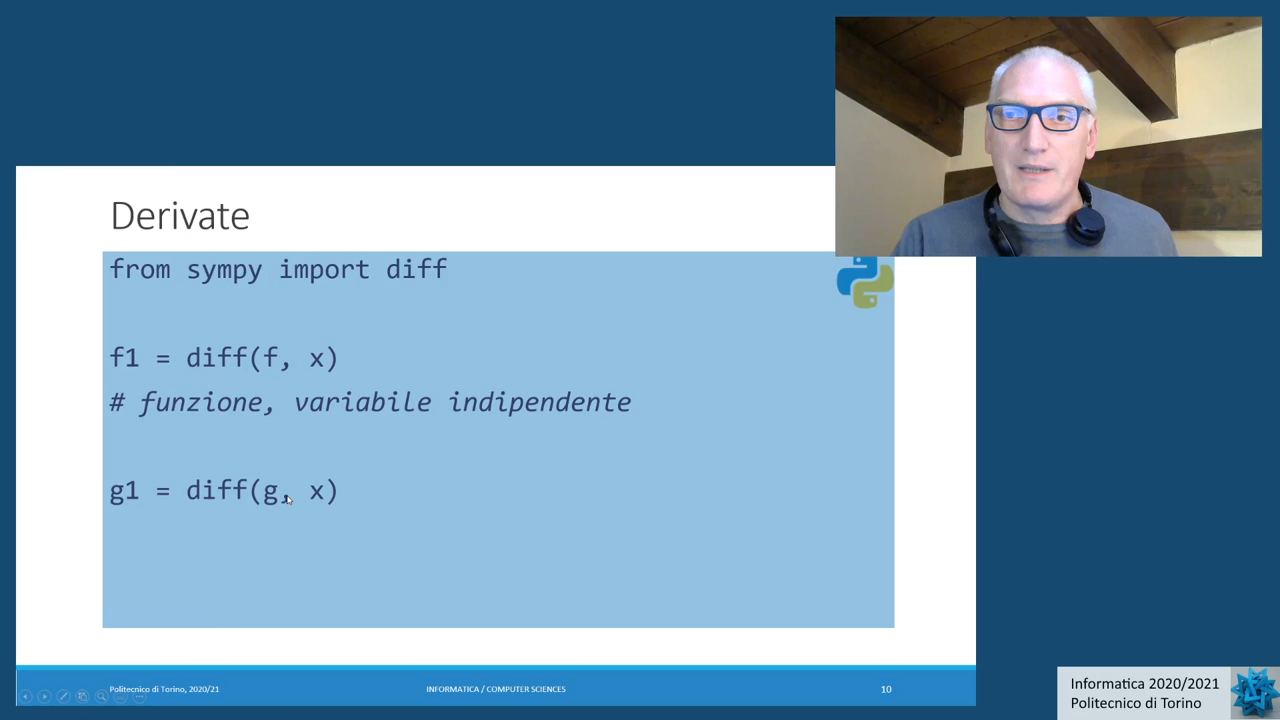 Derivate
from sympy import diff
f1 = diff(f, x)
# funzione, variabile indipendente
g1 = diff(g, x)
Politecnico di Torino, 2020/21
INFORMATICA / COMPUTER SCIENCES
10
Informatica 2020/2021
Politecnico di Torino